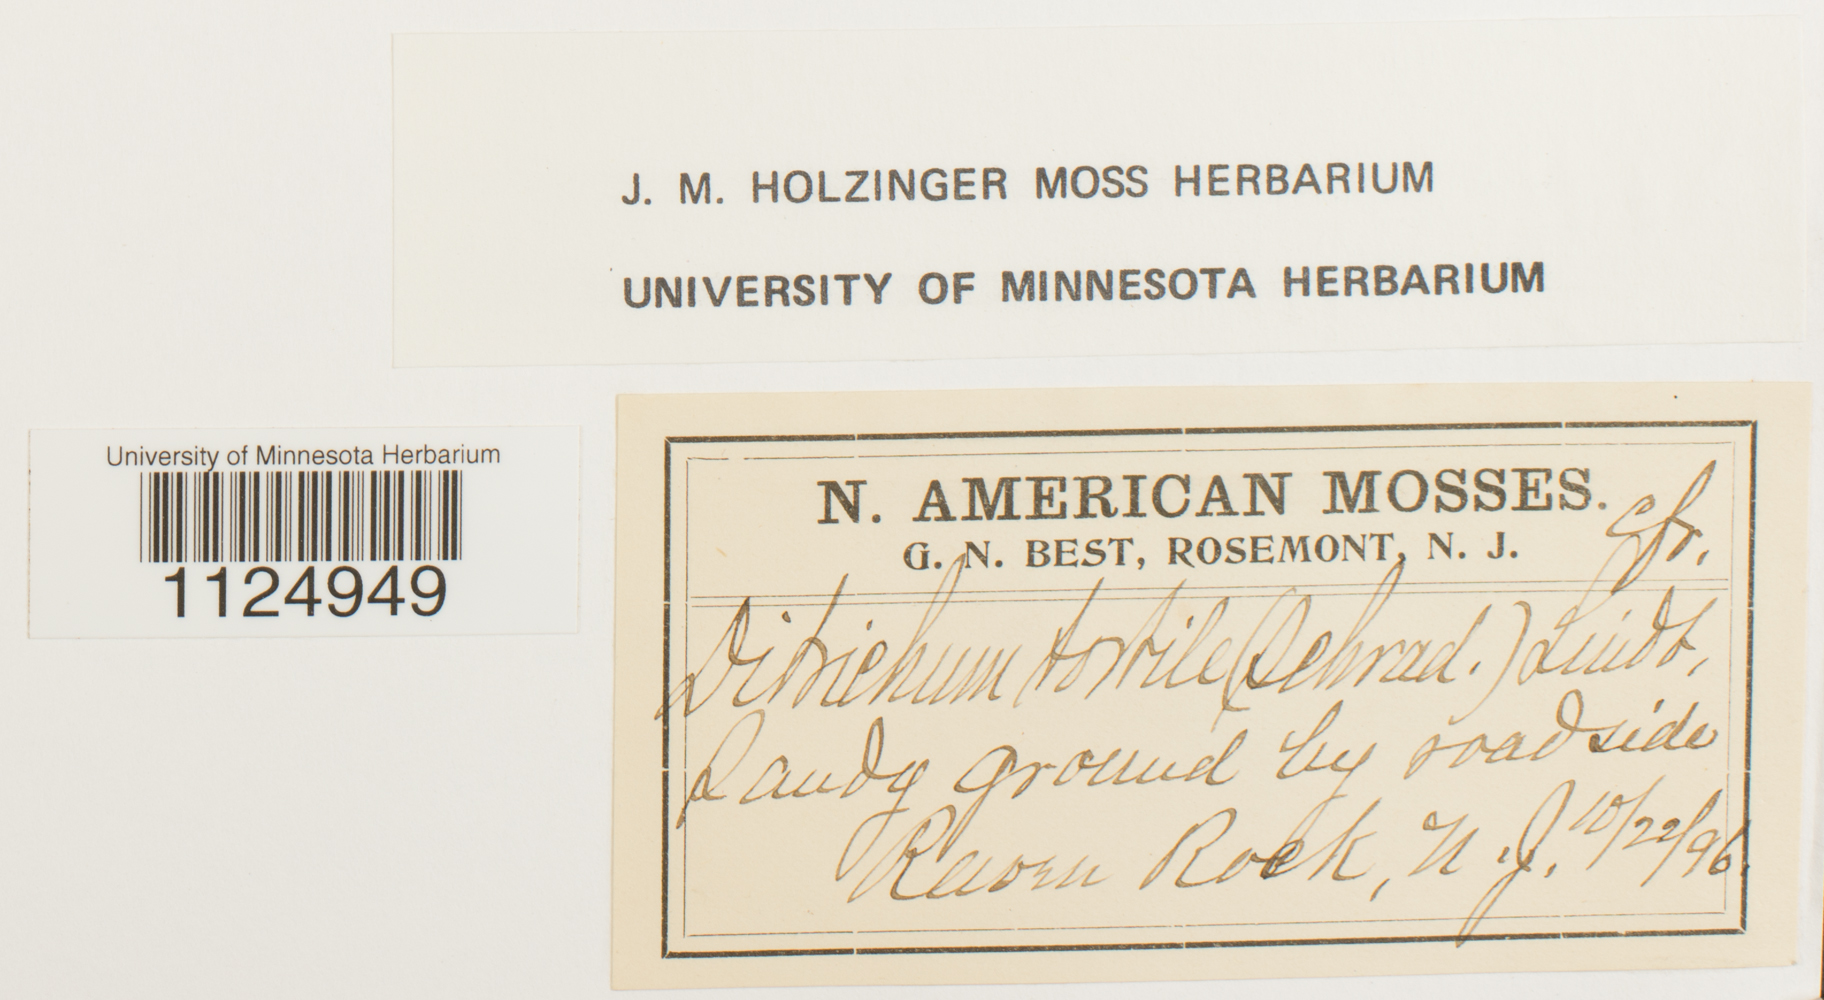 J. M. HOLZINGER MOSS HERBARIUM
UNIVERSITY OF MINNESOTA HERBARIUM
University of Minnesota Herbarium
1124949
N. AMERICAN MOSSES.
G. N. BEST, ROSEMONT, N. J.
cfr.
Ditrichum tortile (Schrad.) Lindb.
Sandy ground by roadside
Raven Rock, N. J. 10/22/96.